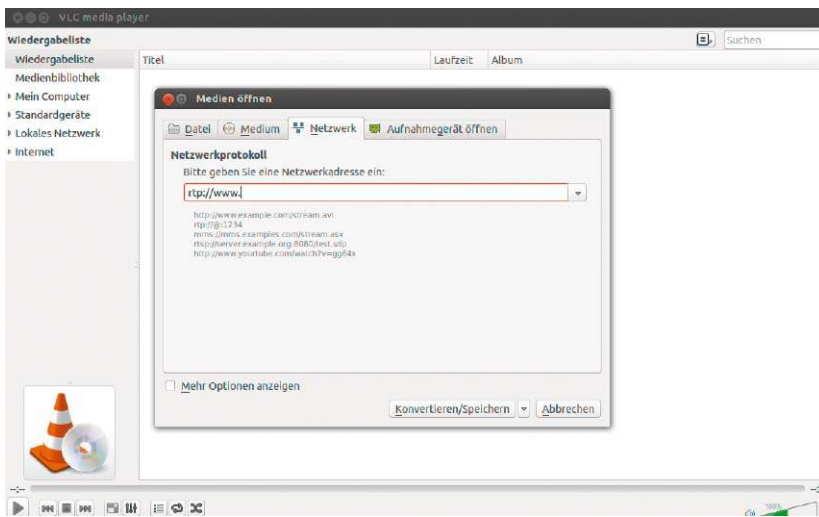 VLC media player
Wiedergabeliste
Suchen
Wiedergabeliste
Medienbibliothek
Mein Computer
Standardgeräte
Lokales Netzwerk
Internet
Titel Laufzeit Album
Medien öffnen
Datei Medium Netzwerk Aufnahmegerät öffnen
Netzwerkprotokoll
Bitte geben Sie eine Netzwerkadresse ein:
rtp://www.
http://www.example.com/stream.avi
rtp://@:1234
mms://mms.examples.com/stream.asx
rtsp://server.example.org:8080/test.sdp
http://www.yourtube.com/watch?v=gg64x
Mehr Optionen anzeigen
Konvertieren/Speichern Abbrechen
--:-- --:
100%